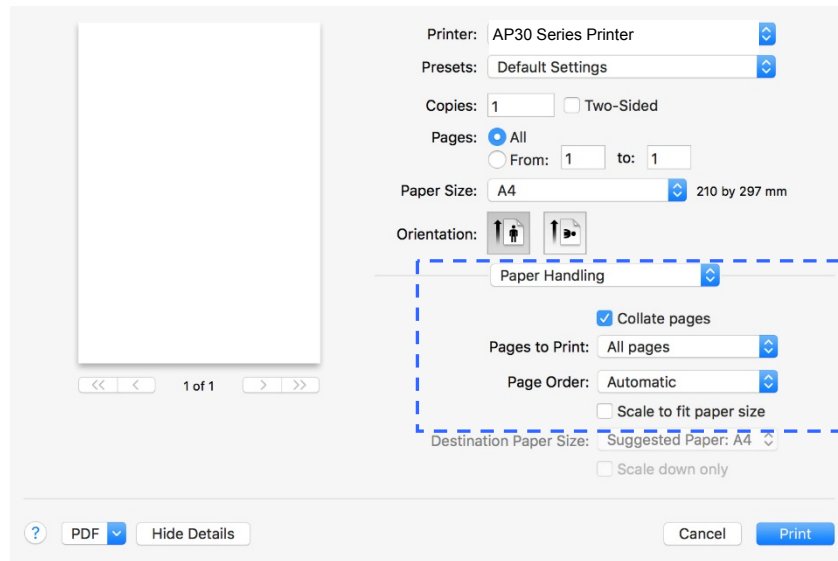 Printer: AP30 Series Printer
Presets: Default Settings
Copies: 1 Two-Sided
Pages: All
From: 1 to: 1
Paper Size: A4 210 by 297 mm
Orientation:
Paper Handling
Collate pages
Pages to Print: All pages
<< < 1 of 1 > >>
Page Order: Automatic
Scale to fit paper size
Destination Paper Size: Suggested Paper: A4
Scale down only
? PDF Hide Details Cancel Print